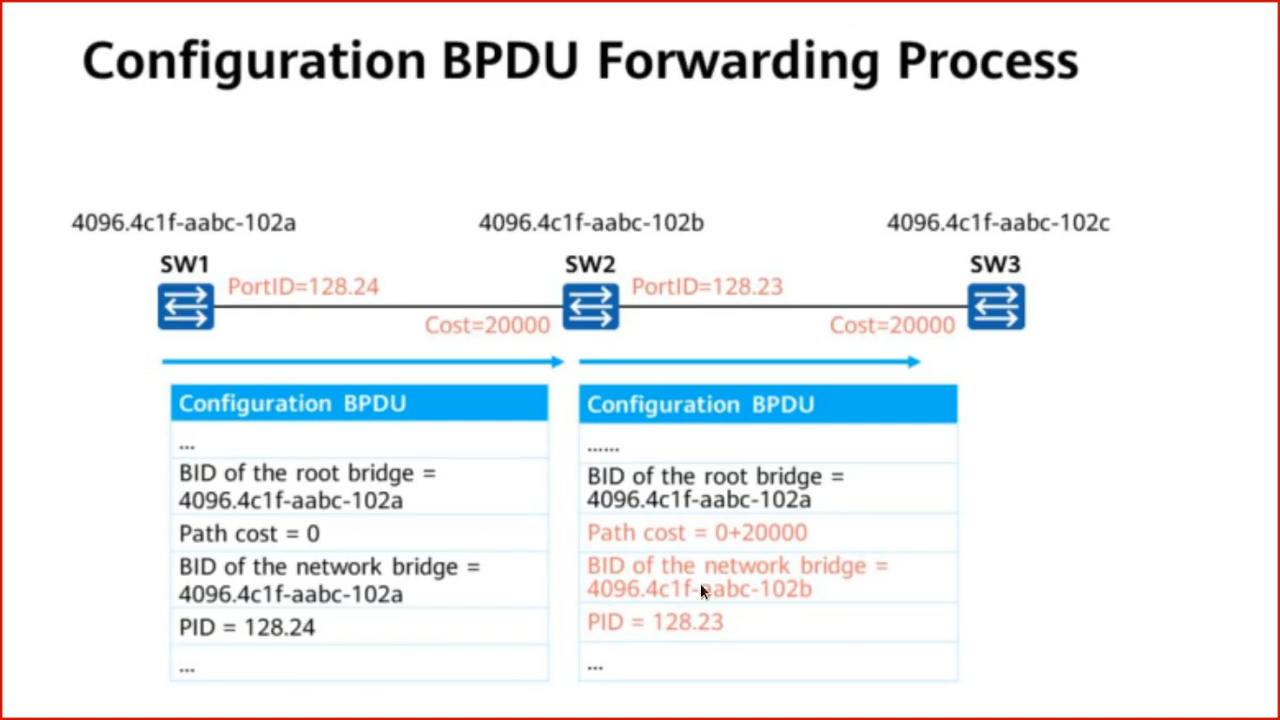 Configuration BPDU Forwarding Process
4096.4c1f-aabc-102a
4096.4c1f-aabc-102b
4096.4c1f-aabc-102c
SW1
SW2
SW3
PortID=128.24
PortID=128.23
Cost=20000
Cost=20000
Configuration BPDU
...
BID of the root bridge =
4096.4c1f-aabc-102a
Path cost = 0
BID of the network bridge =
4096.4c1f-aabc-102a
PID = 128.24
...
Configuration BPDU
......
BID of the root bridge =
4096.4c1f-aabc-102a
Path cost = 0+20000
BID of the network bridge =
4096.4c1f-aabc-102b
PID = 128.23
...